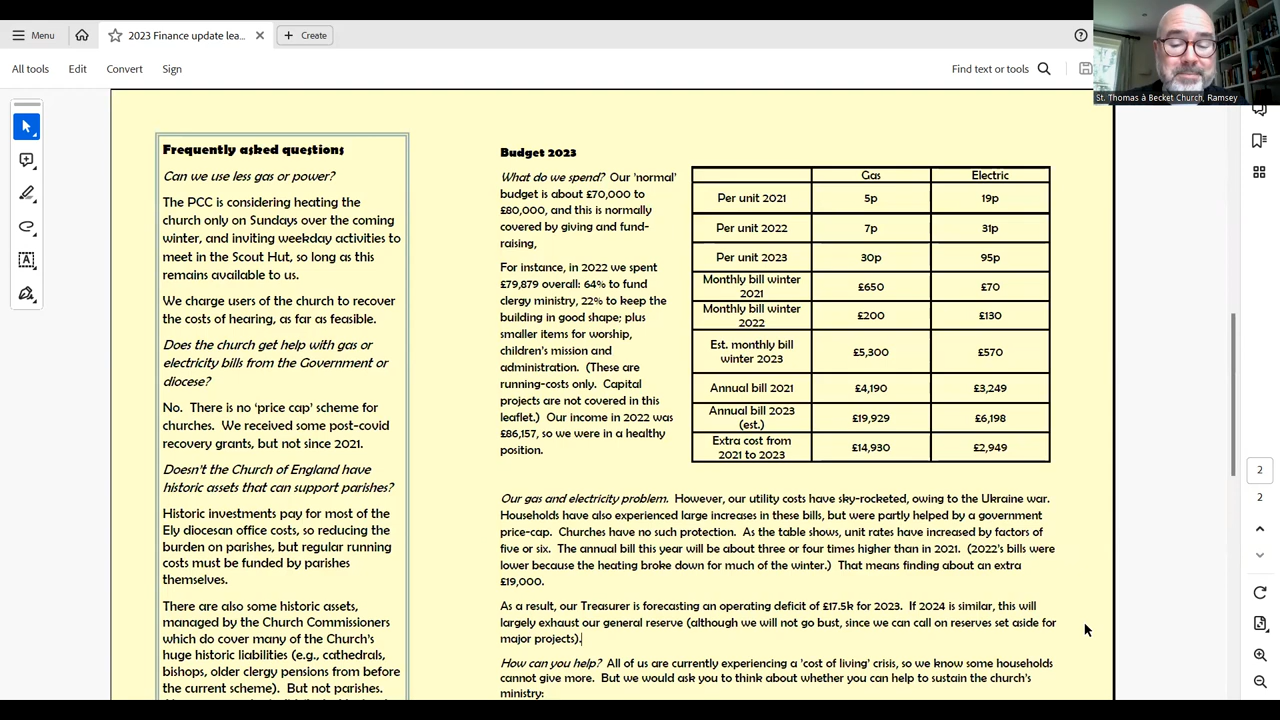 Menu
2023 Finance update lea...
Create
St. Thomas à Becket Church, Ramsey
All tools
Edit
Convert
Sign
Find text or tools
Frequently asked questions
Can we use less gas or power?
The PCC is considering heating the
church only on Sundays over the coming
winter, and inviting weekday activities to
meet in the Scout Hut, so long as this
remains available to us.
We charge users of the church to recover
the costs of hearing, as far as feasible.
Does the church get help with gas or
electricity bills from the Government or
diocese?
No. There is no 'price cap' scheme for
churches. We received some post-covid
recovery grants, but not since 2021.
Doesn't the Church of England have
historic assets that can support parishes?
Historic investments pay for most of the
Ely diocesan office costs, so reducing the
burden on parishes, but regular running
costs must be funded by parishes
themselves.
There are also some historic assets,
managed by the Church Commissioners
which do cover many of the Church's
huge historic liabilities (e.g., cathedrals,
bishops, older clergy pensions from before
the current scheme). But not parishes.
Budget 2023
What do we spend? Our 'normal'
budget is about £70,000 to
£80,000, and this is normally
covered by giving and fund-
raising,
For instance, in 2022 we spent
£79,879 overall: 64% to fund
clergy ministry, 22% to keep the
building in good shape; plus
smaller items for worship,
children's mission and
administration. (These are
running-costs only. Capital
projects are not covered in this
leaflet.) Our income in 2022 was
£86,157, so we were in a healthy
position.
Gas Electric
Per unit 2021 5p 19p
Per unit 2022 7p 31p
Per unit 2023 30p 95p
Monthly bill winter
2021 £650 £70
Monthly bill winter
2022 £200 £130
Est. monthly bill
winter 2023 £5,300 £570
Annual bill 2021 £4,190 £3,249
Annual bill 2023
(est.) £19,929 £6,198
Extra cost from
2021 to 2023 £14,930 £2,949
Our gas and electricity problem. However, our utility costs have sky-rocketed, owing to the Ukraine war.
Households have also experienced large increases in these bills, but were partly helped by a government
price-cap. Churches have no such protection. As the table shows, unit rates have increased by factors of
five or six. The annual bill this year will be about three or four times higher than in 2021. (2022's bills were
lower because the heating broke down for much of the winter.) That means finding about an extra
£19,000.
As a result, our Treasurer is forecasting an operating deficit of £17.5k for 2023. If 2024 is similar, this will
largely exhaust our general reserve (although we will not go bust, since we can call on reserves set aside for
major projects).
How can you help? All of us are currently experiencing a 'cost of living' crisis, so we know some households
cannot give more. But we would ask you to think about whether you can help to sustain the church's
ministry:
2
2